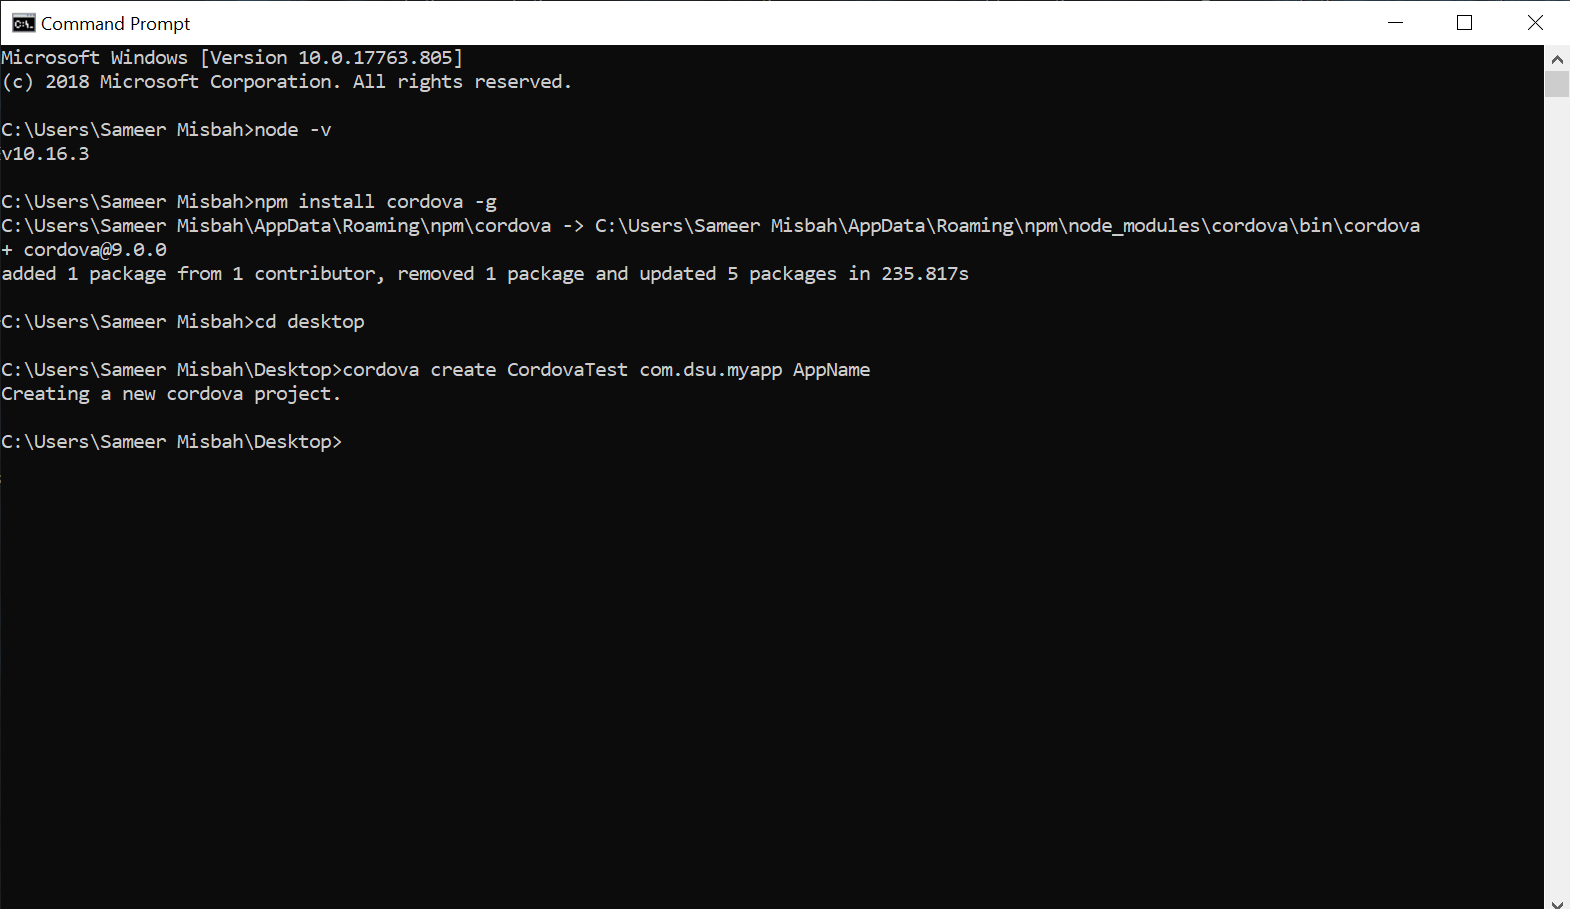 Command Prompt
Microsoft Windows [Version 10.0.17763.805]
(c) 2018 Microsoft Corporation. All rights reserved.
C:\Users\Sameer Misbah>node -v
v10.16.3
C:\Users\Sameer Misbah>npm install cordova -g
C:\Users\Sameer Misbah\AppData\Roaming\npm\cordova -> C:\Users\Sameer Misbah\AppData\Roaming\npm\node_modules\cordova\bin\cordova
+ cordova@9.0.0
added 1 package from 1 contributor, removed 1 package and updated 5 packages in 235.817s
C:\Users\Sameer Misbah>cd desktop
C:\Users\Sameer Misbah\Desktop>cordova create CordovaTest com.dsu.myapp AppName
Creating a new cordova project.
C:\Users\Sameer Misbah\Desktop>